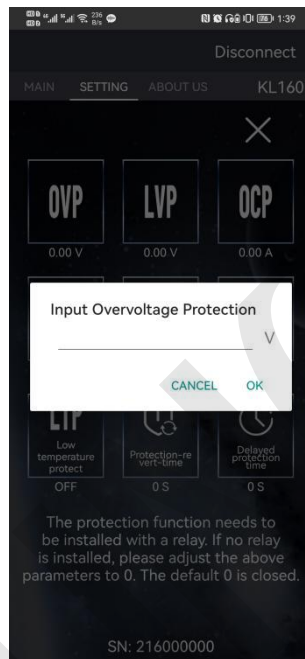 236
B/s
1:39
Disconnect
MAIN SETTING ABOUT US KL160
OVP LVP OCP
0.00 V 0.00 V 0.00 A
Input Overvoltage Protection
V
CANCEL OK
LTP
Low
temperature
protect
Protection-re
vert-time
Delayed
protection
time
OFF 0 S 0 S
The protection function needs to
be installed with a relay. If no relay
is installed, please adjust the above
parameters to 0. The default 0 is closed.
SN: 216000000